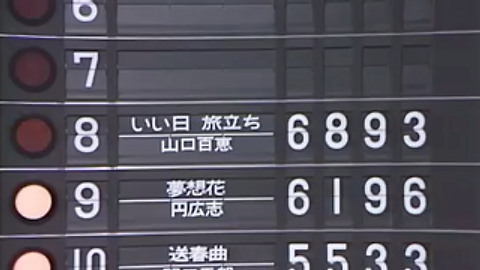 6
7
8 いい日 旅立ち 6893
山口百恵
9 夢想花 6196
円広志
10 送春曲 5533